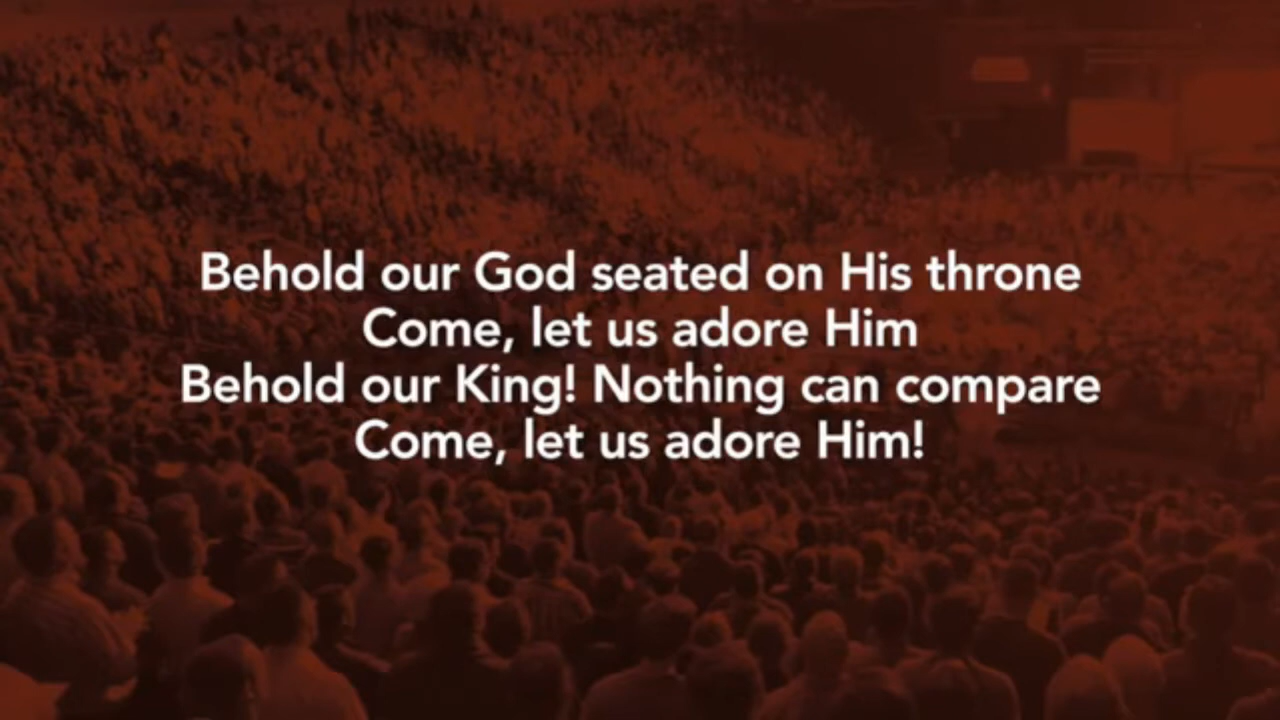 Behold our God seated on His throne
Come, let us adore Him
Behold our King! Nothing can compare
Come, let us adore Him!